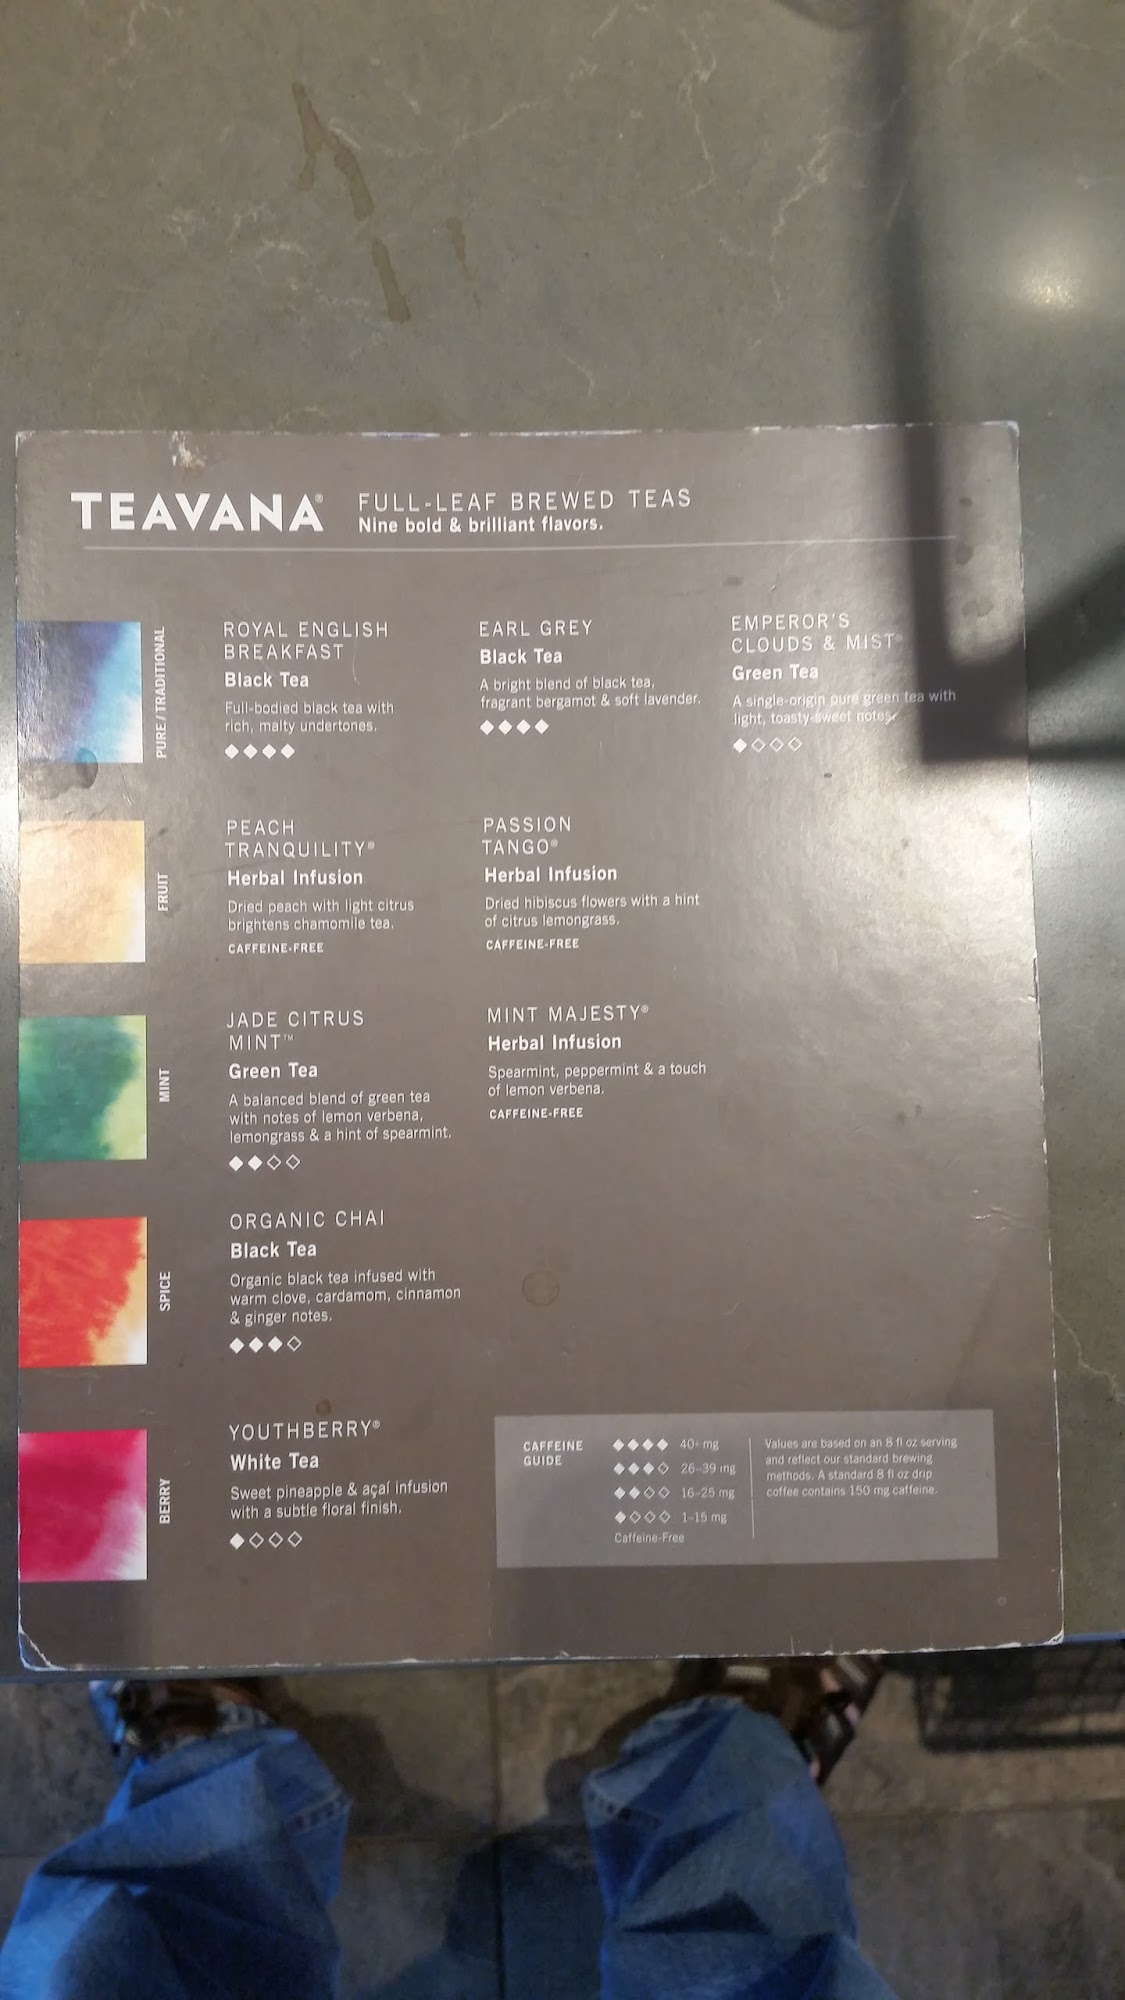 TEAVANA®
FULL-LEAF BREWED TEAS
Nine bold & brilliant flavors.
PURE / TRADITIONAL
ROYAL ENGLISH
BREAKFAST
Black Tea
Full-bodied black tea with
rich, malty undertones.
EARL GREY
Black Tea
A bright blend of black tea,
fragrant bergamot & soft lavender.
EMPEROR'S
CLOUDS & MIST®
Green Tea
A single-origin pure green tea with
light, toasty-sweet notes.
FRUIT
PEACH
TRANQUILITY®
Herbal Infusion
Dried peach with light citrus
brightens chamomile tea.
CAFFEINE-FREE
PASSION
TANGO®
Herbal Infusion
Dried hibiscus flowers with a hint
of citrus lemongrass.
CAFFEINE-FREE
MINT
JADE CITRUS
MINT™
Green Tea
A balanced blend of green tea
with notes of lemon verbena,
lemongrass & a hint of spearmint.
MINT MAJESTY®
Herbal Infusion
Spearmint, peppermint & a touch
of lemon verbena.
CAFFEINE-FREE
SPICE
ORGANIC CHAI
Black Tea
Organic black tea infused with
warm clove, cardamom, cinnamon
& ginger notes.
BERRY
YOUTHBERRY®
White Tea
Sweet pineapple & açaí infusion
with a subtle floral finish.
CAFFEINE
GUIDE
40+ mg
26–39 mg
16–25 mg
1–15 mg
Caffeine-Free
Values are based on an 8 fl oz serving
and reflect our standard brewing
methods. A standard 8 fl oz drip
coffee contains 150 mg caffeine.